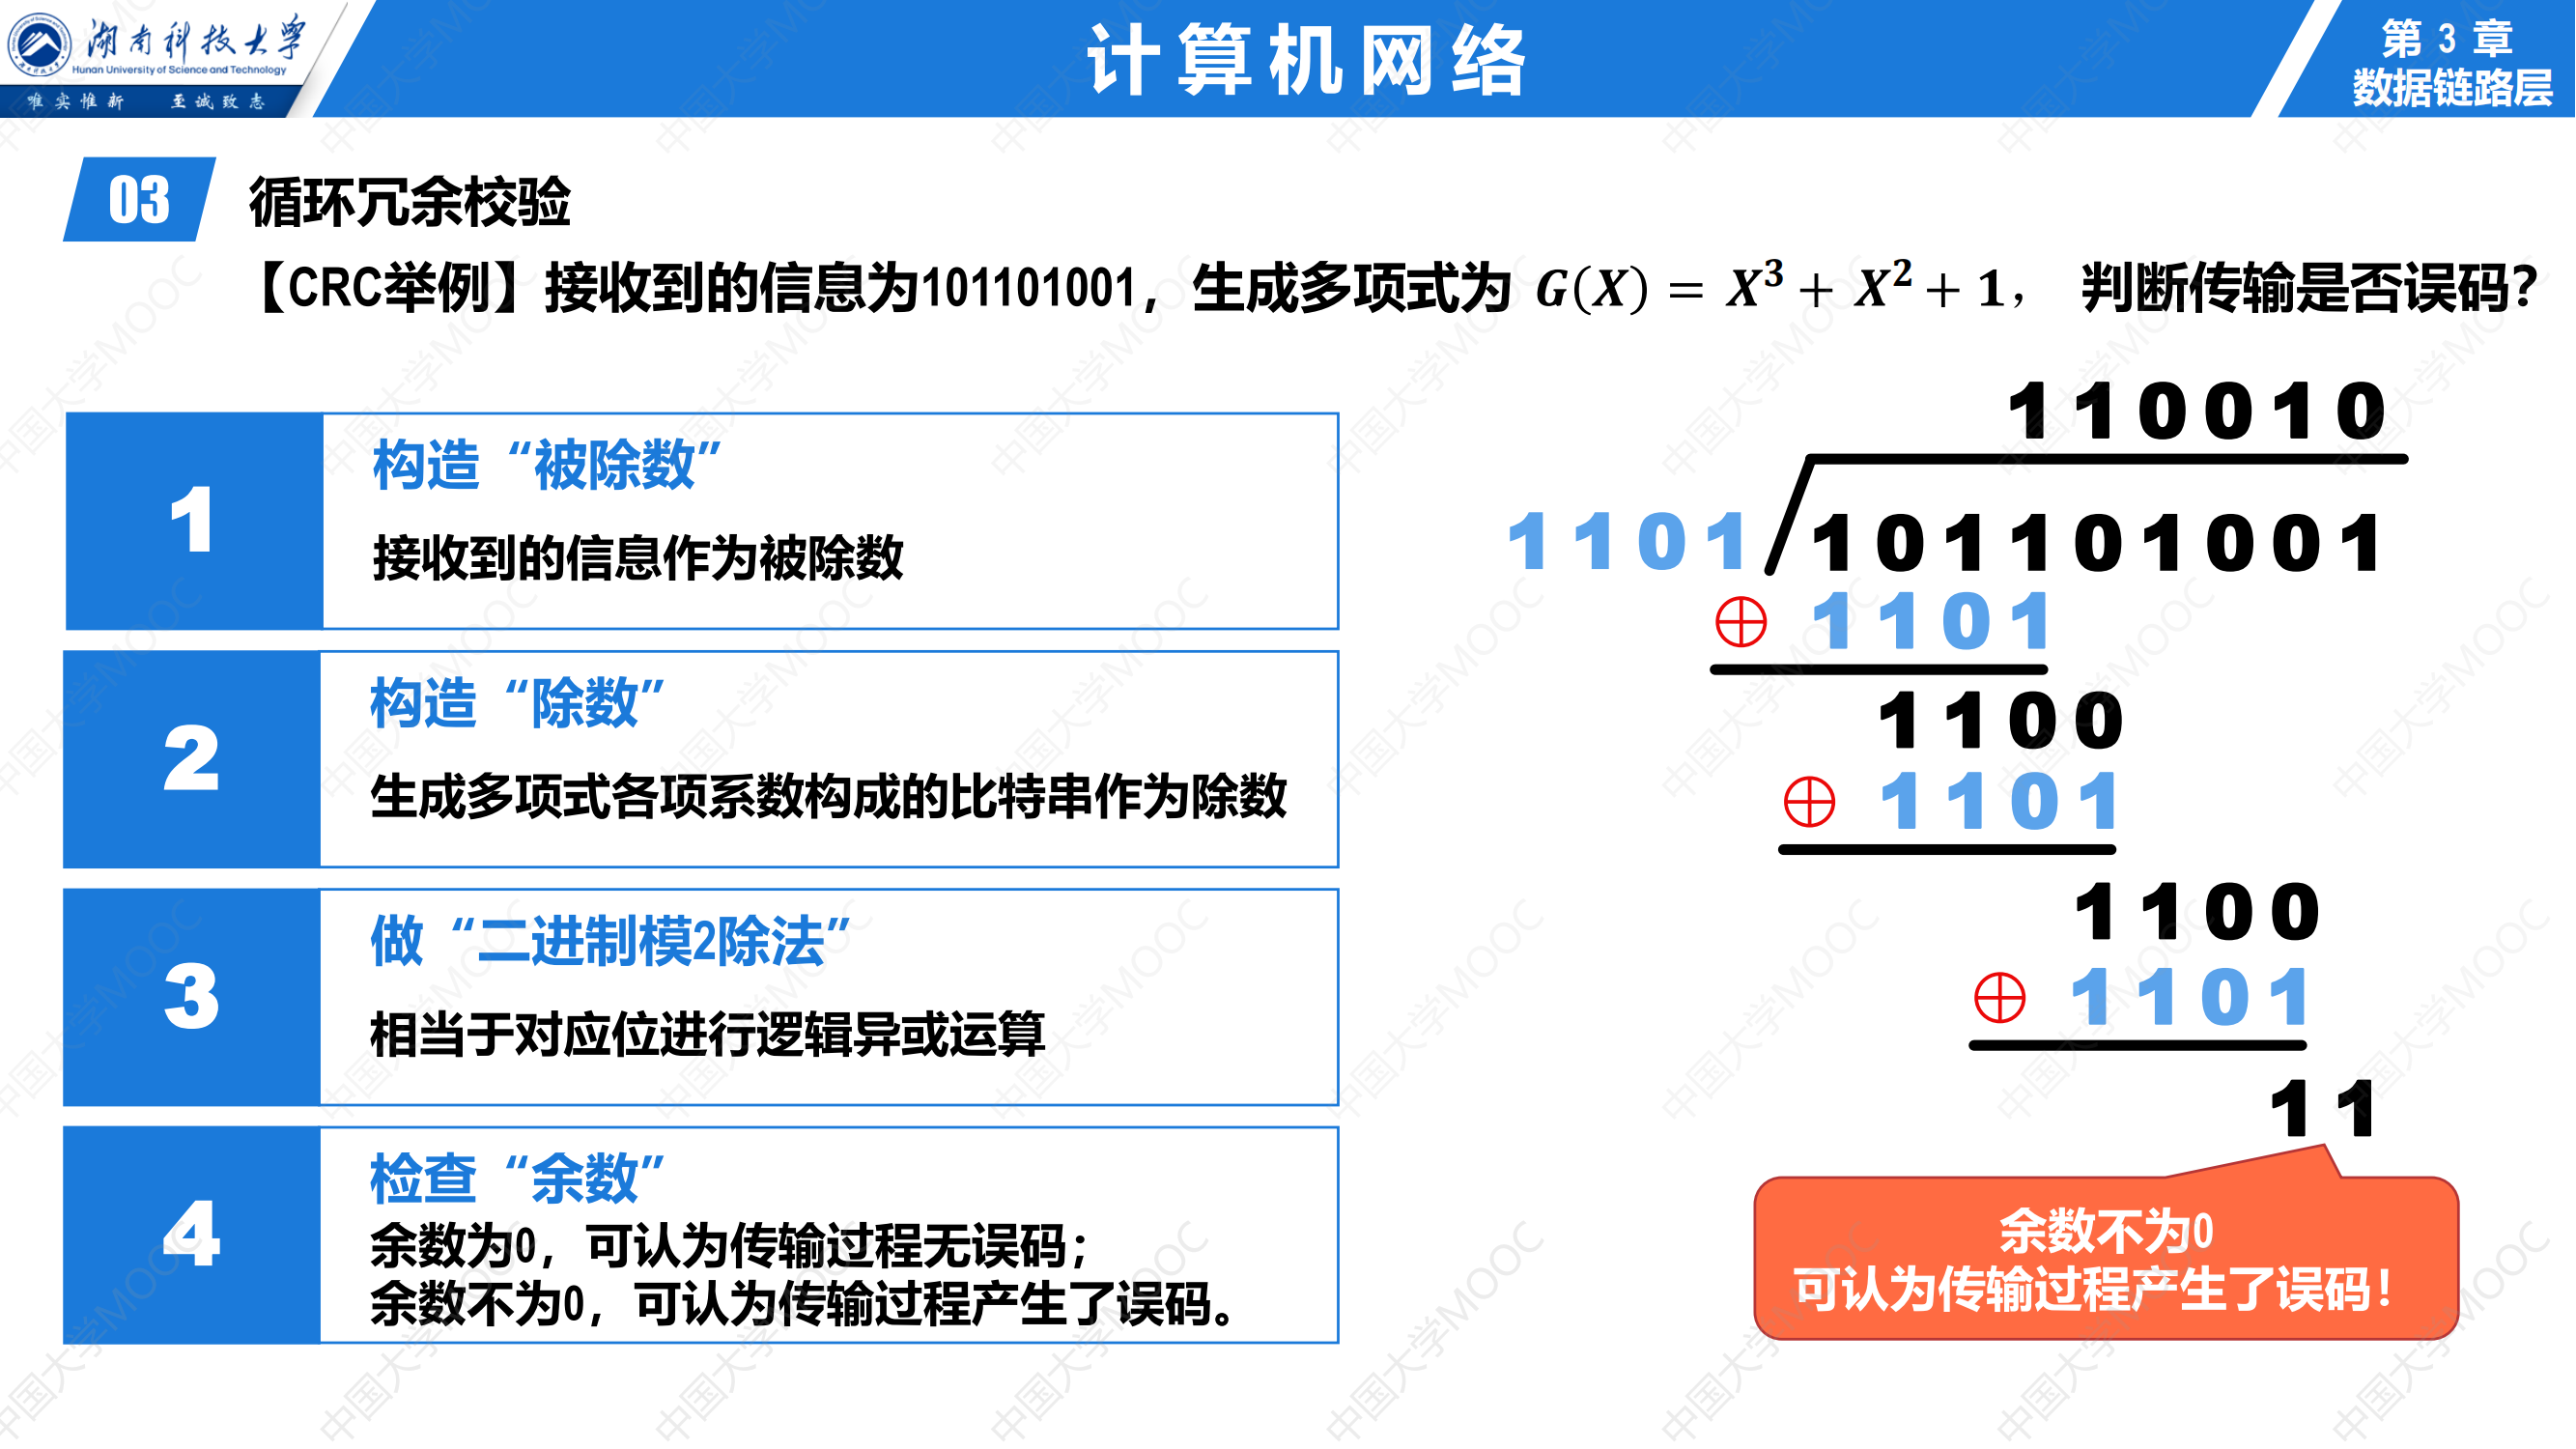 湖南科技大学
Hunan University of Science and Technology
唯实惟新 至诚致志
计算机网络
第 3 章
数据链路层
03 循环冗余校验
【CRC举例】接收到的信息为101101001，生成多项式为 G(X) = X³ + X² + 1， 判断传输是否误码？
1
构造“被除数”
接收到的信息作为被除数
2
构造“除数”
生成多项式各项系数构成的比特串作为除数
3
做“二进制模2除法”
相当于对应位进行逻辑异或运算
4
检查“余数”
余数为0，可认为传输过程无误码；
余数不为0，可认为传输过程产生了误码。
110010
1101 101101001
⊕ 1101
1100
⊕ 1101
1100
⊕ 1101
11
余数不为0
可认为传输过程产生了误码！
中国大学MOOC